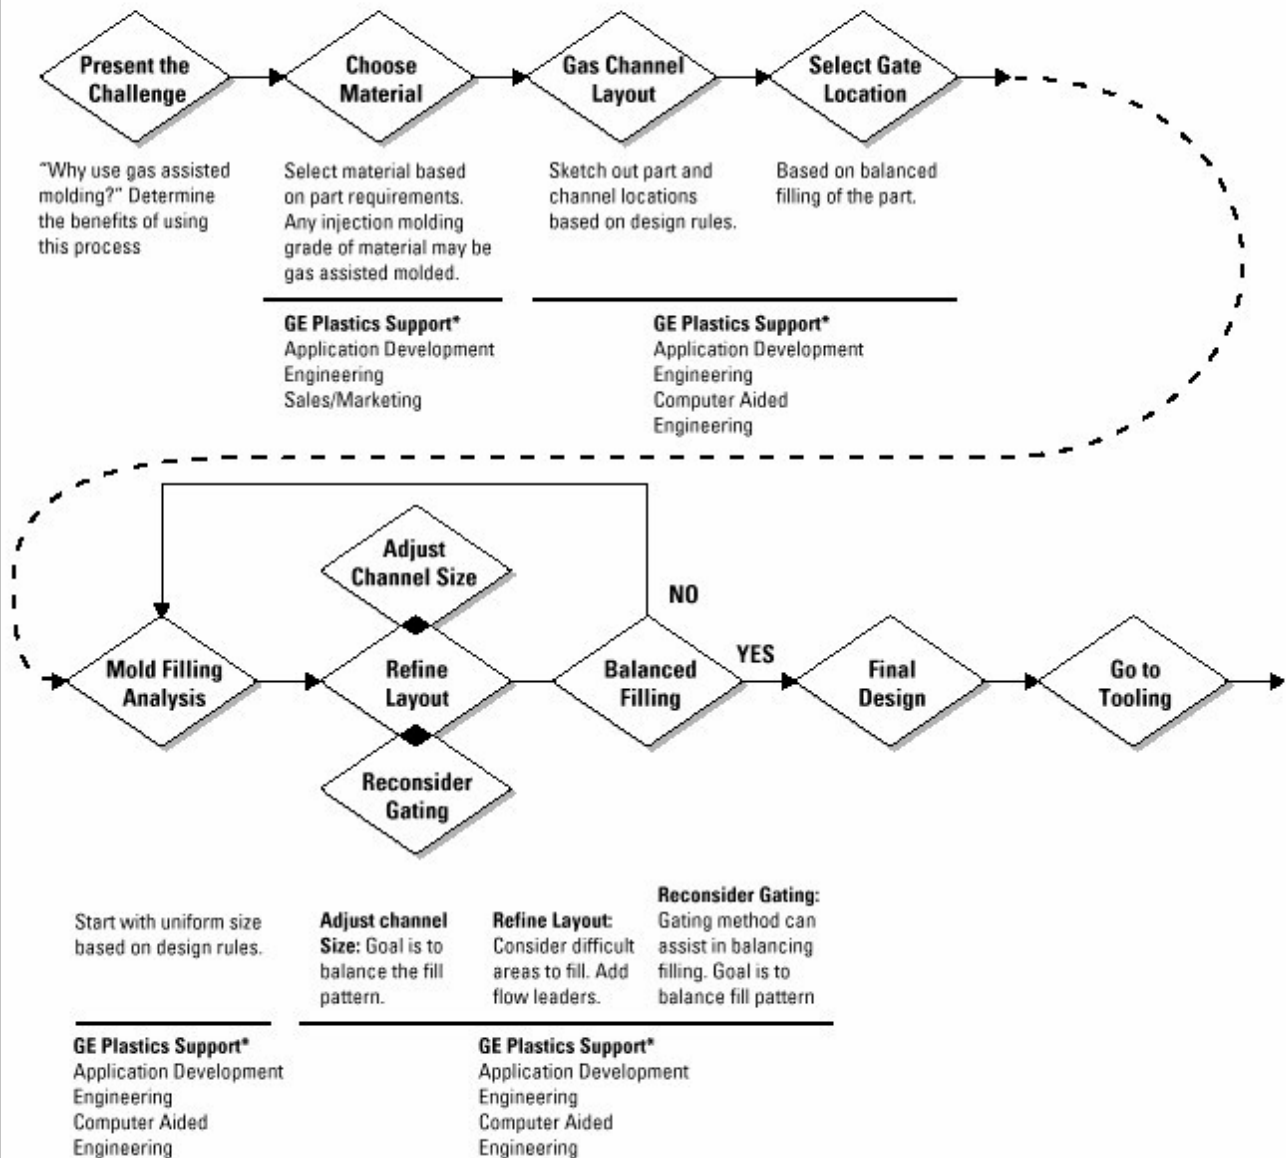 Present the
Challenge
Choose
Material
Gas Channel
Layout
Select Gate
Location
"Why use gas assisted
molding?" Determine
the benefits of using
this process
Select material based
on part requirements.
Any injection molding
grade of material may be
gas assisted molded.
Sketch out part and
channel locations
based on design rules.
Based on balanced
filling of the part.
GE Plastics Support*
Application Development
Engineering
Sales/Marketing
GE Plastics Support*
Application Development
Engineering
Computer Aided
Engineering
Adjust
Channel Size
NO
Mold Filling
Analysis
Refine
Layout
Balanced
Filling
YES
Final
Design
Go to
Tooling
Reconsider
Gating
Start with uniform size
based on design rules.
Adjust channel
Size: Goal is to
balance the fill
pattern.
Refine Layout:
Consider difficult
areas to fill. Add
flow leaders.
Reconsider Gating:
Gating method can
assist in balancing
filling. Goal is to
balance fill pattern
GE Plastics Support*
Application Development
Engineering
Computer Aided
Engineering
GE Plastics Support*
Application Development
Engineering
Computer Aided
Engineering